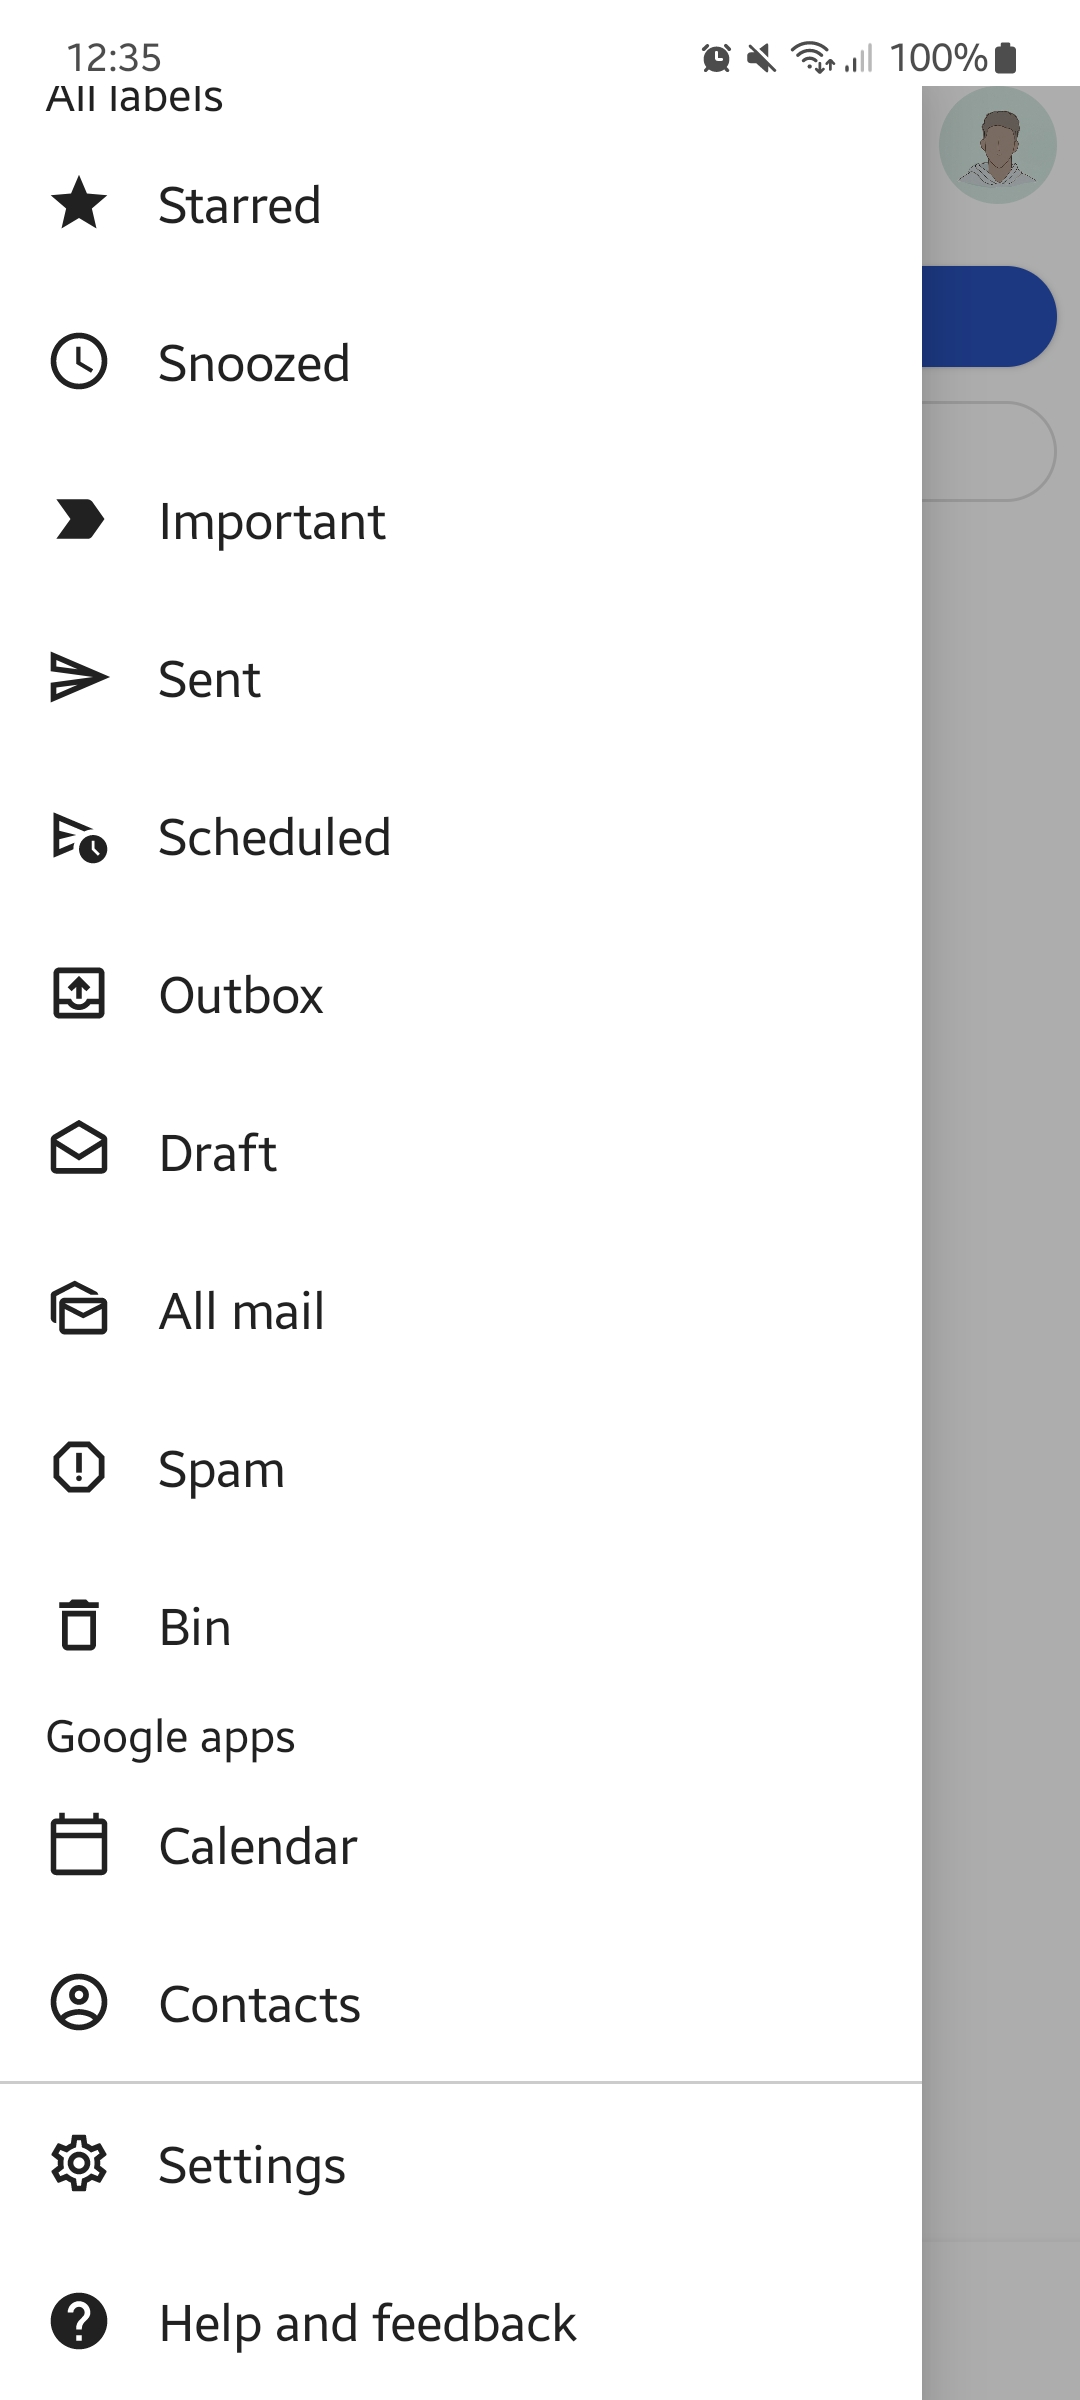 12:35
100%
All labels
Starred
Snoozed
Important
Sent
Scheduled
Outbox
Draft
All mail
Spam
Bin
Google apps
Calendar
Contacts
Settings
Help and feedback